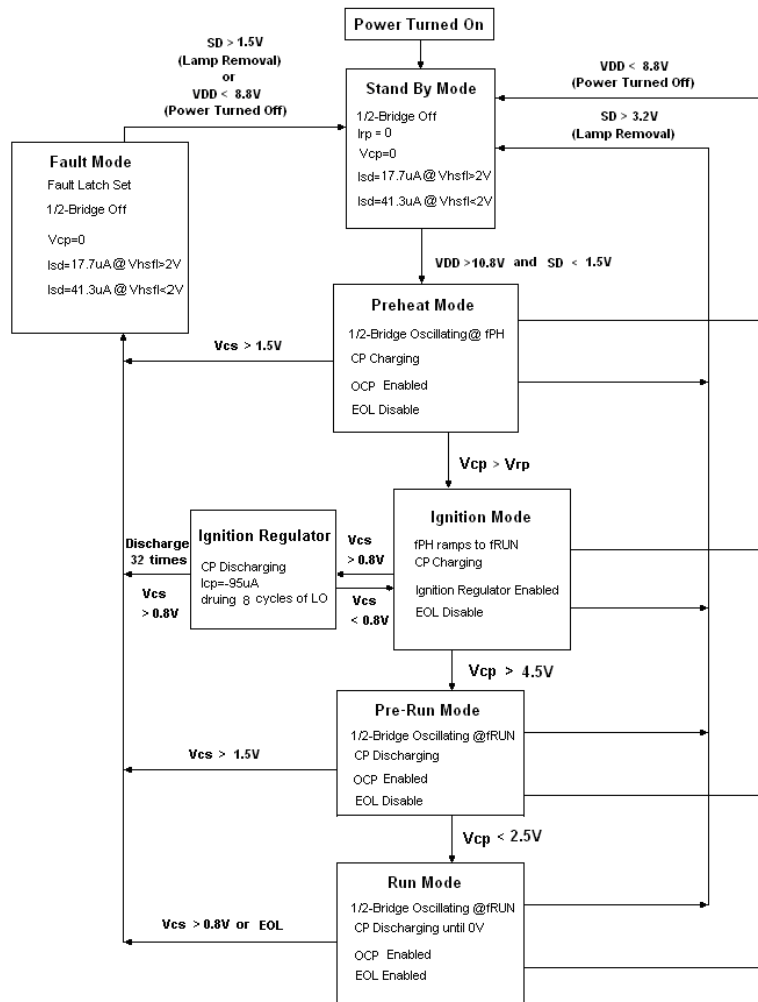 Power Turned On
SD > 1.5V
(Lamp Removal)
or
VDD < 8.8V
(Power Turned Off)
Stand By Mode
1/2-Bridge Off
Irp = 0
Vcp=0
Isd=17.7uA@Vhsfl>2V
Isd=41.3uA@Vhsfl<2V
VDD < 8.8V
(Power Turned Off)
SD > 3.2V
(Lamp Removal)
Fault Mode
Fault Latch Set
1/2-Bridge Off
Vcp=0
Isd=17.7uA@Vhsfl>2V
Isd=41.3uA@Vhsfl<2V
VDD >10.8V and SD < 1.5V
Preheat Mode
1/2-Bridge Oscillating@ fPH
CP Charging
OCP Enabled
EOL Disable
Vcs > 1.5V
Vcp > Vrp
Ignition Mode
fPH ramps to fRUN
CP Charging
Ignition Regulator Enabled
EOL Disable
Vcs
> 0.8V
Vcs
< 0.8V
Ignition Regulator
CP Discharging
Icp=-95uA
druing 8 cycles of LO
Discharge
32 times
Vcs
> 0.8V
Vcp > 4.5V
Pre-Run Mode
1/2-Bridge Oscillating @fRUN
CP Discharging
OCP Enabled
EOL Disable
Vcs > 1.5V
Vcp < 2.5V
Run Mode
1/2-Bridge Oscillating @fRUN
CP Discharging until 0V
OCP Enabled
EOL Enabled
Vcs > 0.8V or EOL